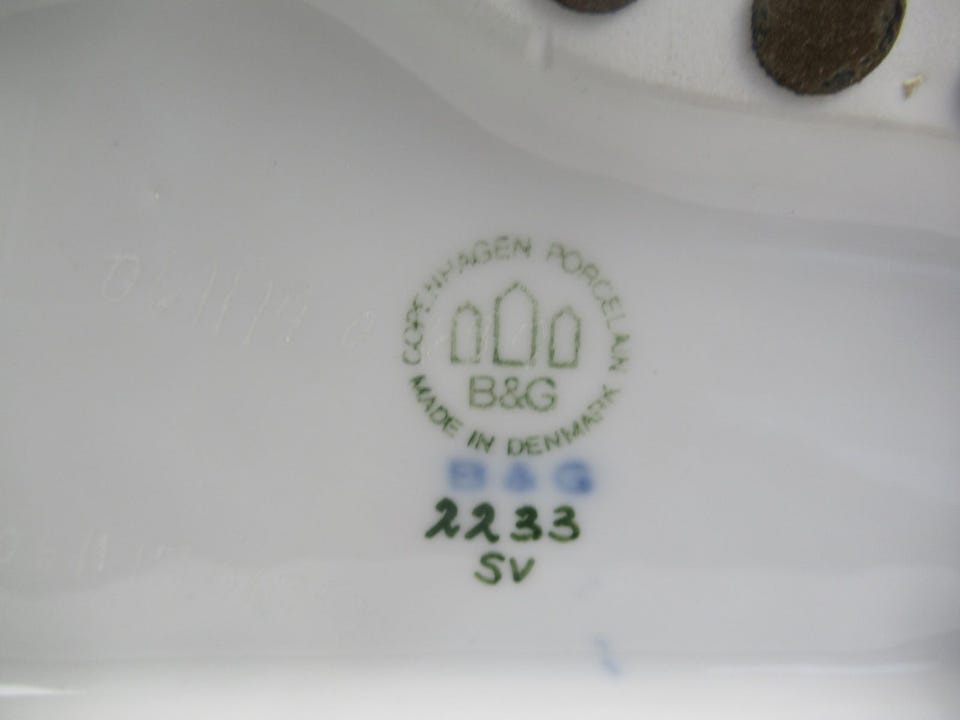 COPENHAGEN PORCELAIN
B&G
MADE IN DENMARK
B & G
2233
SV